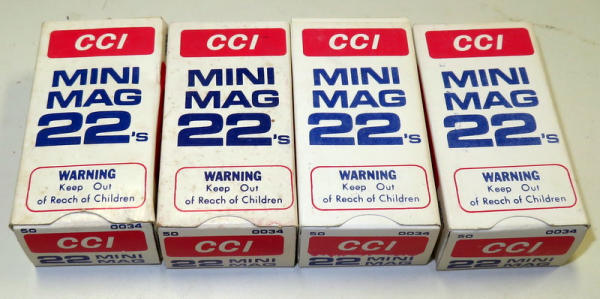 CCI
MINI
MAG
22's
WARNING
Keep Out
of Reach of Children
50 0034
CCI
22 MINI
MAG
CCI
MINI
MAG
22's
WARNING
Keep Out
of Reach of Children
50 0034
CCI
22 MINI
MAG
CCI
MINI
MAG
22's
WARNING
Keep Out
of Reach of Children
50 0034
CCI
22 MINI
MAG
CCI
MINI
MAG
22's
WARNING
Keep Out
of Reach of Children
50 0034
CCI
22 MINI
MAG